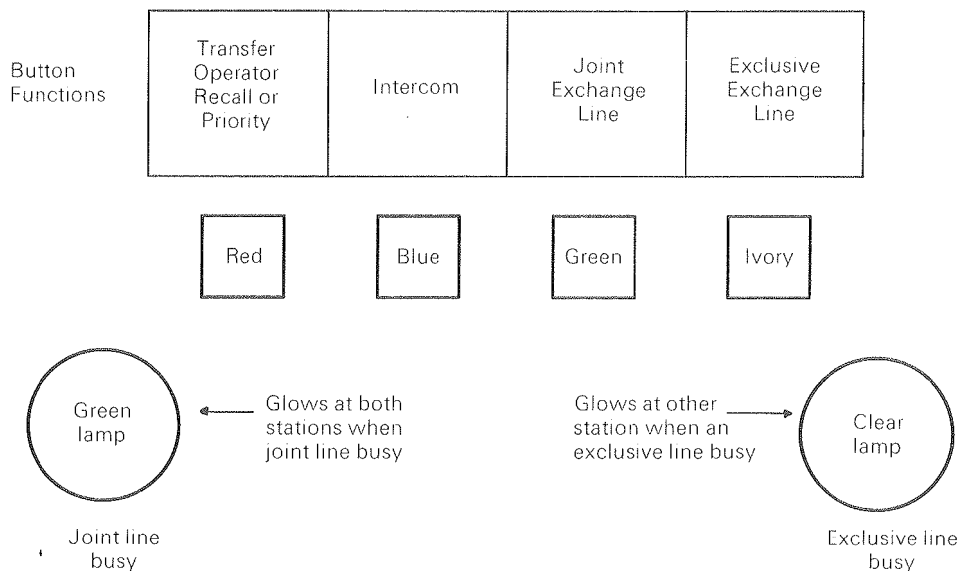 Button
Functions
Transfer
Operator
Recall or
Priority
Intercom
Joint
Exchange
Line
Exclusive
Exchange
Line
Red
Blue
Green
Ivory
Green
lamp
Glows at both
stations when
joint line busy
Glows at other
station when an
exclusive line busy
Clear
lamp
Joint line
busy
Exclusive line
busy